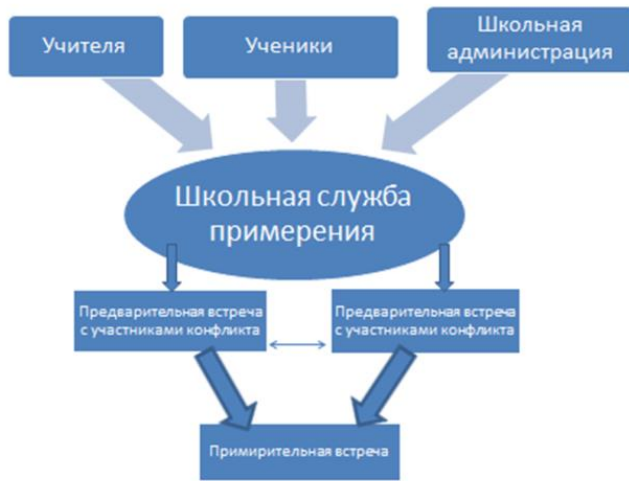 Учителя
Ученики
Школьная
администрация
Школьная служба
примерения
Предварительная встреча
с участниками конфликта
Предварительная встреча
с участниками конфликта
Примирительная встреча